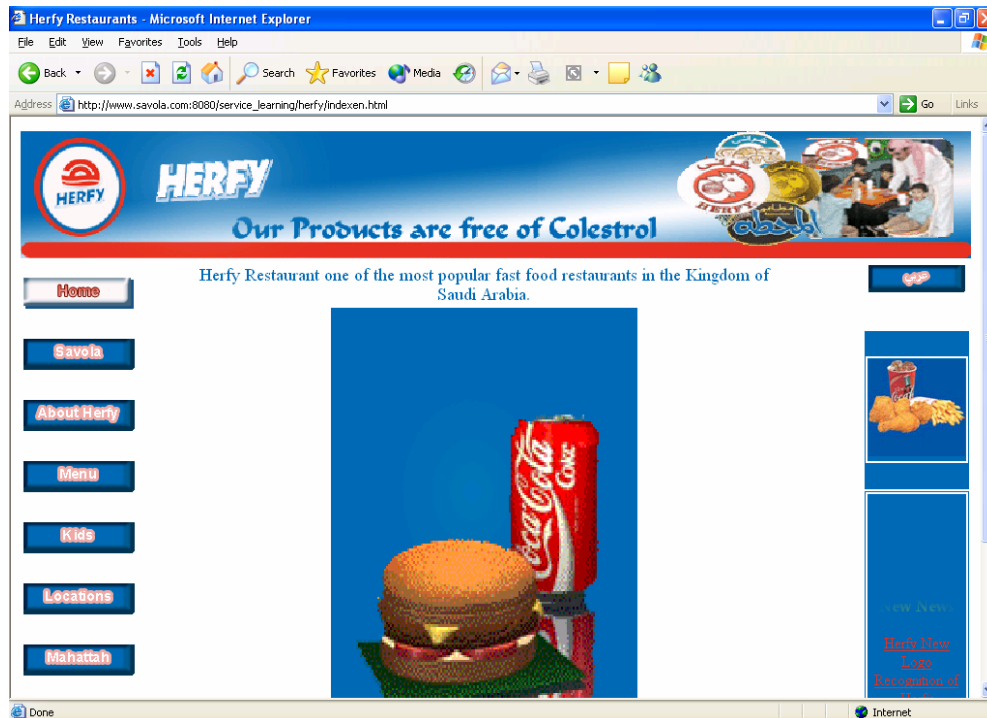 Herfy Restaurants - Microsoft Internet Explorer
File Edit View Favorites Tools Help
Back Search Favorites Media
Address http://www.savola.com:8080/service_learning/herfy/indexen.html Go Links
HERFY
HERFY
Our Products are free of Colestrol
HERFY
المحطة
Herfy Restaurant one of the most popular fast food restaurants in the Kingdom of
Saudi Arabia.
عربي
Home
Savola
About Herfy
Menu
Kids
Locations
Mahattah
Coca-Cola
Coke
New News
Herfy New
Logo
Recognition of
Done Internet